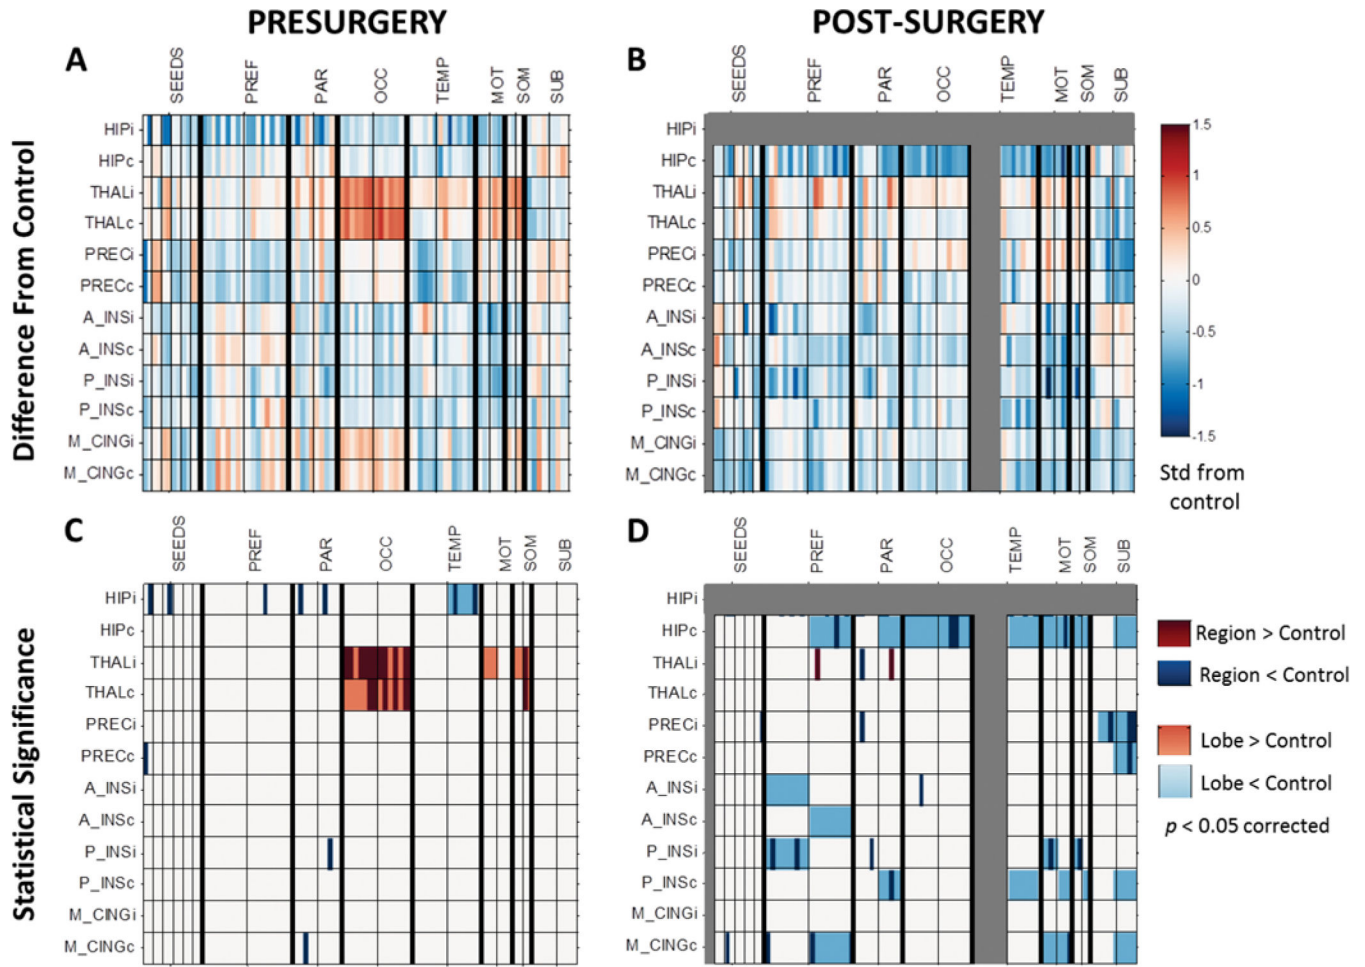 PRESURGERY
POST-SURGERY
A
SEEDS
PREF
PAR
OCC
TEMP
MOT
SOM
SUB
B
SEEDS
PREF
PAR
OCC
TEMP
MOT
SOM
SUB
Difference From Control
HIPi
HIPc
THALi
THALc
PRECi
PRECc
A_INSi
A_INSc
P_INSi
P_INSc
M_CINGi
M_CINGc
HIPi
HIPc
THALi
THALc
PRECi
PRECc
A_INSi
A_INSc
P_INSi
P_INSc
M_CINGi
M_CINGc
1.5
1
0.5
0
-0.5
-1
-1.5
Std from
control
C
SEEDS
PREF
PAR
OCC
TEMP
MOT
SOM
SUB
D
SEEDS
PREF
PAR
OCC
TEMP
MOT
SOM
SUB
Statistical Significance
HIPi
HIPc
THALi
THALc
PRECi
PRECc
A_INSi
A_INSc
P_INSi
P_INSc
M_CINGi
M_CINGc
HIPi
HIPc
THALi
THALc
PRECi
PRECc
A_INSi
A_INSc
P_INSi
P_INSc
M_CINGi
M_CINGc
Region > Control
Region < Control
Lobe > Control
Lobe < Control
p < 0.05 corrected